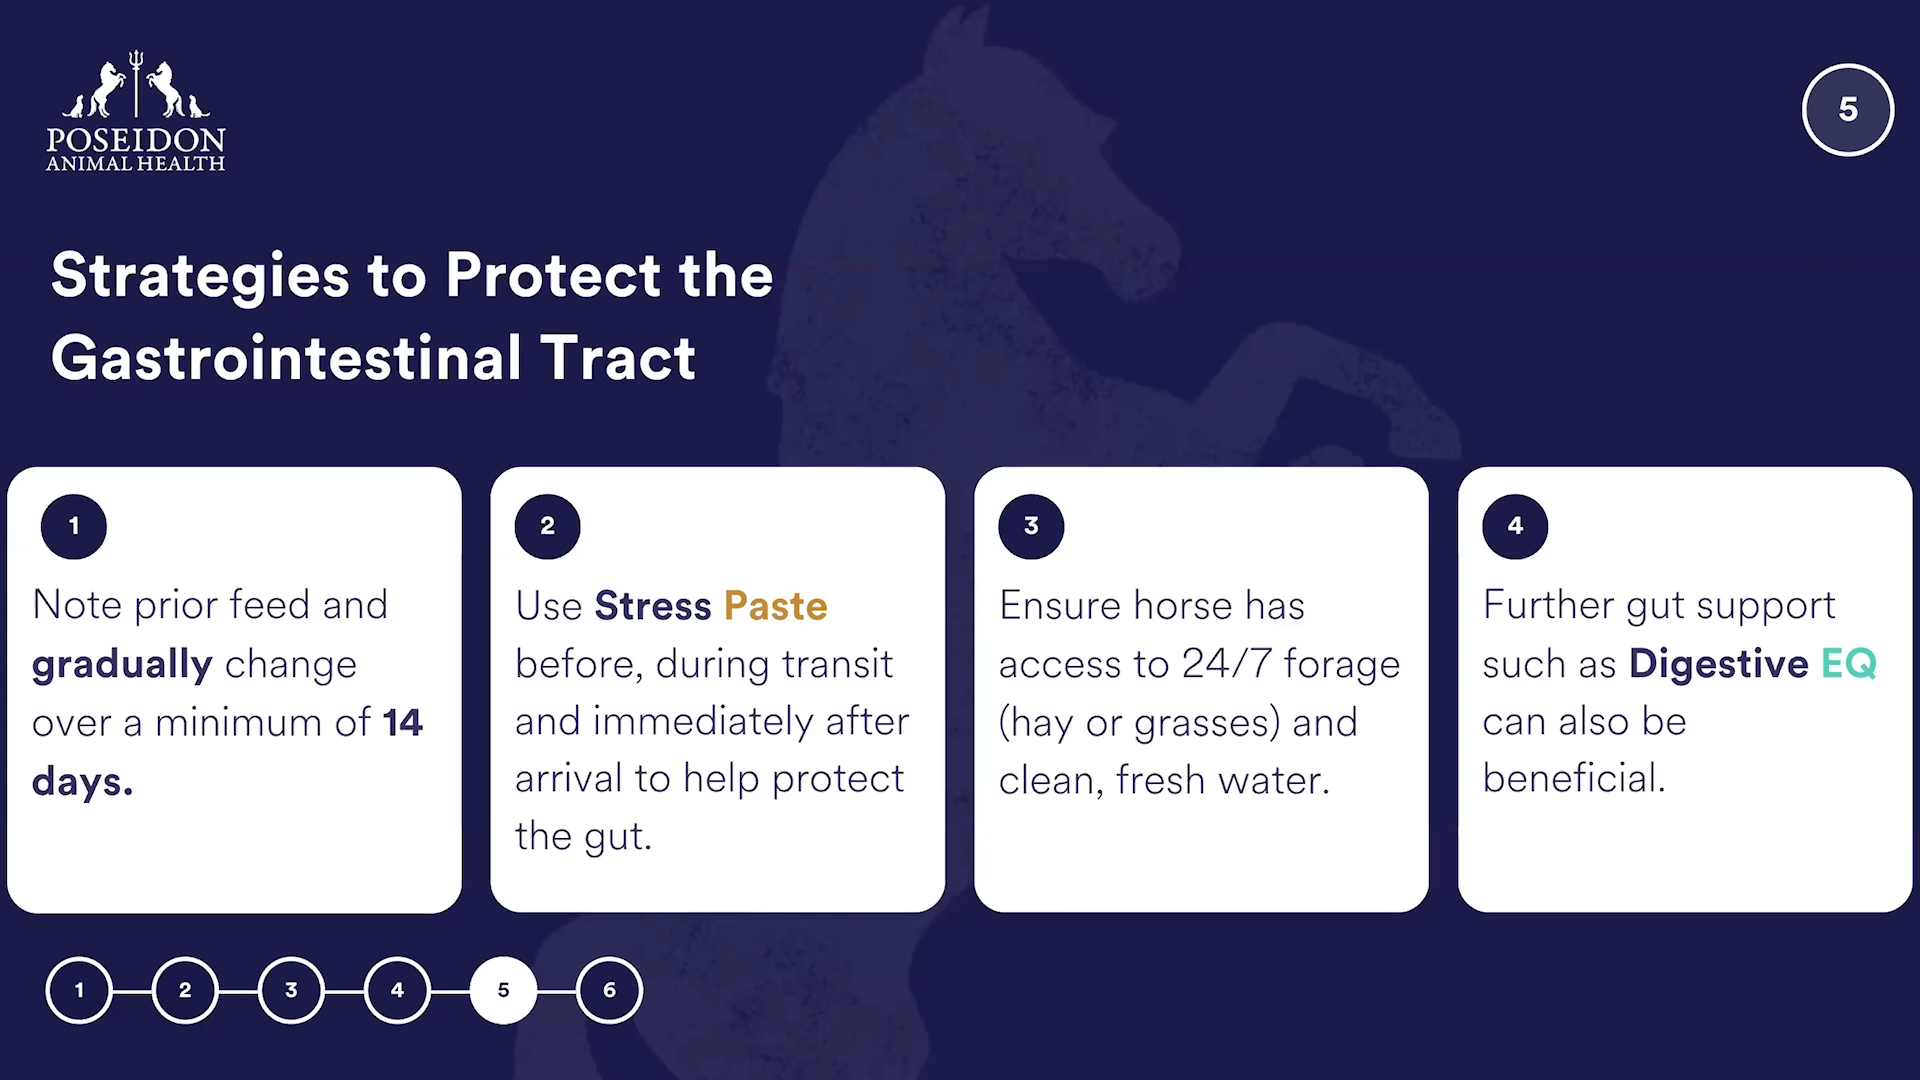 POSEIDON
ANIMAL HEALTH
5
Strategies to Protect the
Gastrointestinal Tract
1
Note prior feed and
gradually change
over a minimum of 14
days.
2
Use Stress Paste
before, during transit
and immediately after
arrival to help protect
the gut.
3
Ensure horse has
access to 24/7 forage
(hay or grasses) and
clean, fresh water.
4
Further gut support
such as Digestive EQ
can also be
beneficial.
1 2 3 4 5 6